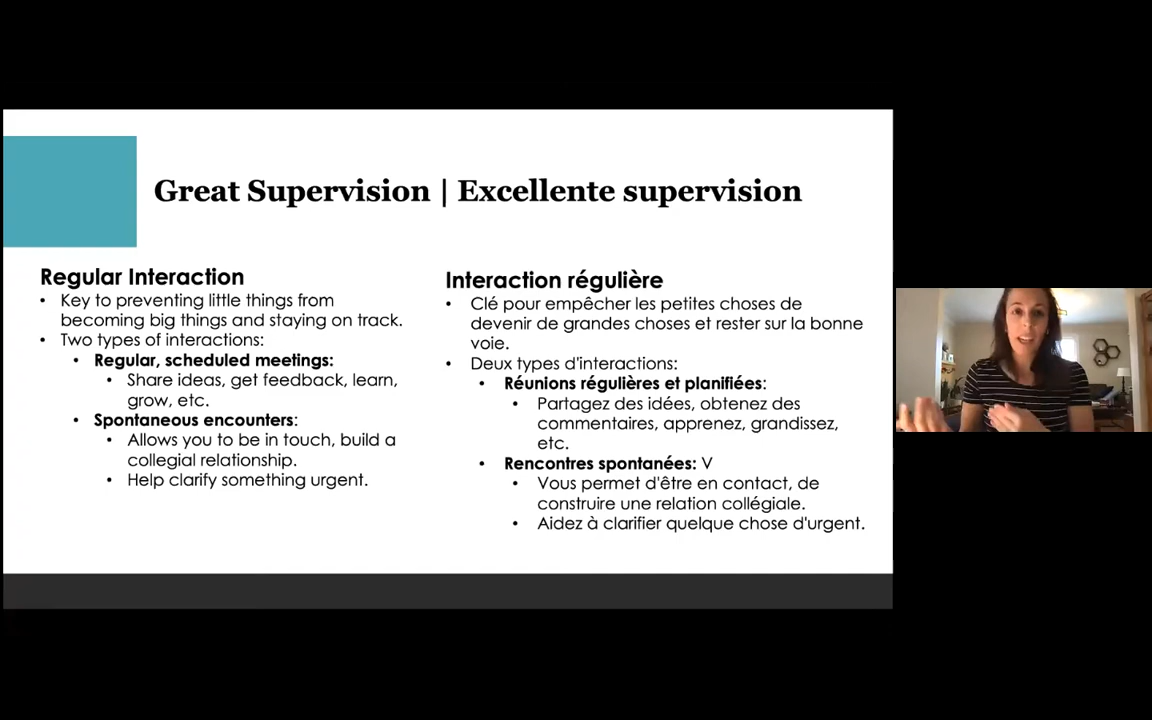 Great Supervision | Excellente supervision
Regular Interaction
• Key to preventing little things from
becoming big things and staying on track.
• Two types of interactions:
• Regular, scheduled meetings:
• Share ideas, get feedback, learn,
grow, etc.
• Spontaneous encounters:
• Allows you to be in touch, build a
collegial relationship.
• Help clarify something urgent.
Interaction régulière
• Clé pour empêcher les petites choses de
devenir de grandes choses et rester sur la bonne
voie.
• Deux types d'interactions:
• Réunions régulières et planifiées:
• Partagez des idées, obtenez des
commentaires, apprenez, grandissez,
etc.
• Rencontres spontanées: V
• Vous permet d'être en contact, de
construire une relation collégiale.
• Aidez à clarifier quelque chose d'urgent.